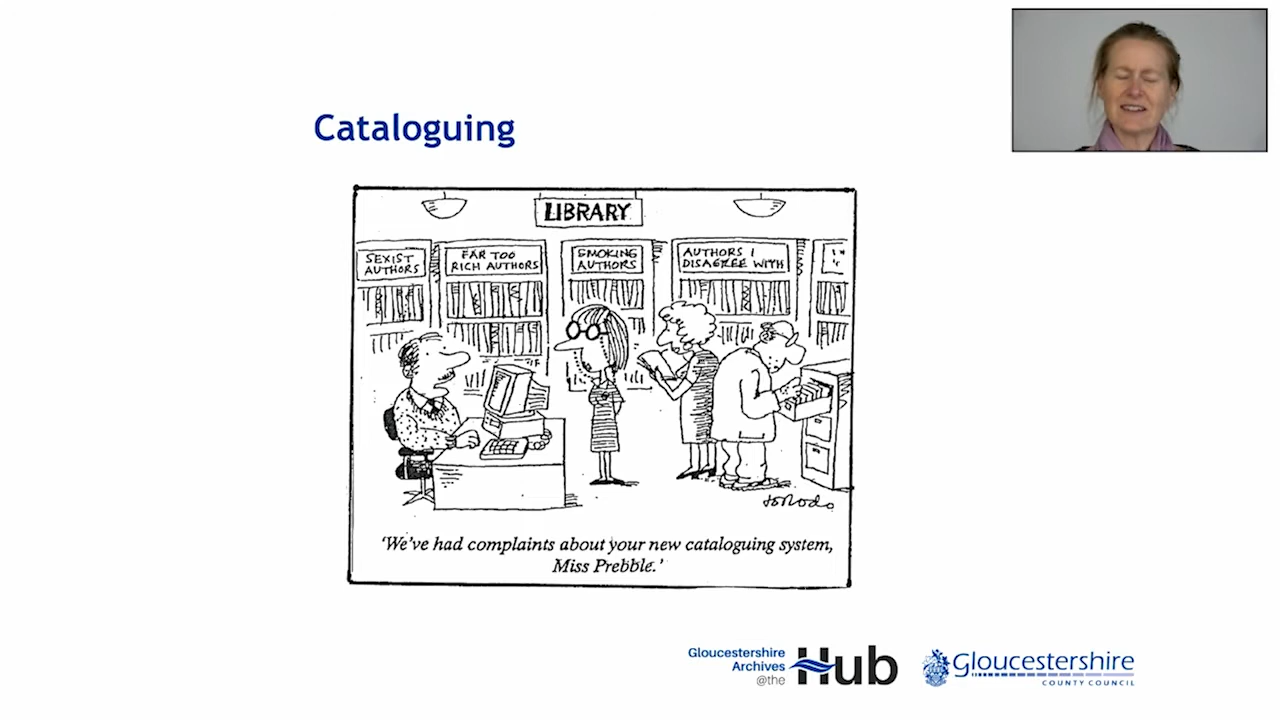 Cataloguing
LIBRARY
SEXIST
AUTHORS
FAR TOO
RICH AUTHORS
SMOKING
AUTHORS
AUTHORS I
DISAGREE WITH
'We've had complaints about your new cataloguing system,
Miss Prebble.'
Gloucestershire
Archives
@the
Hub
Gloucestershire
COUNTY COUNCIL